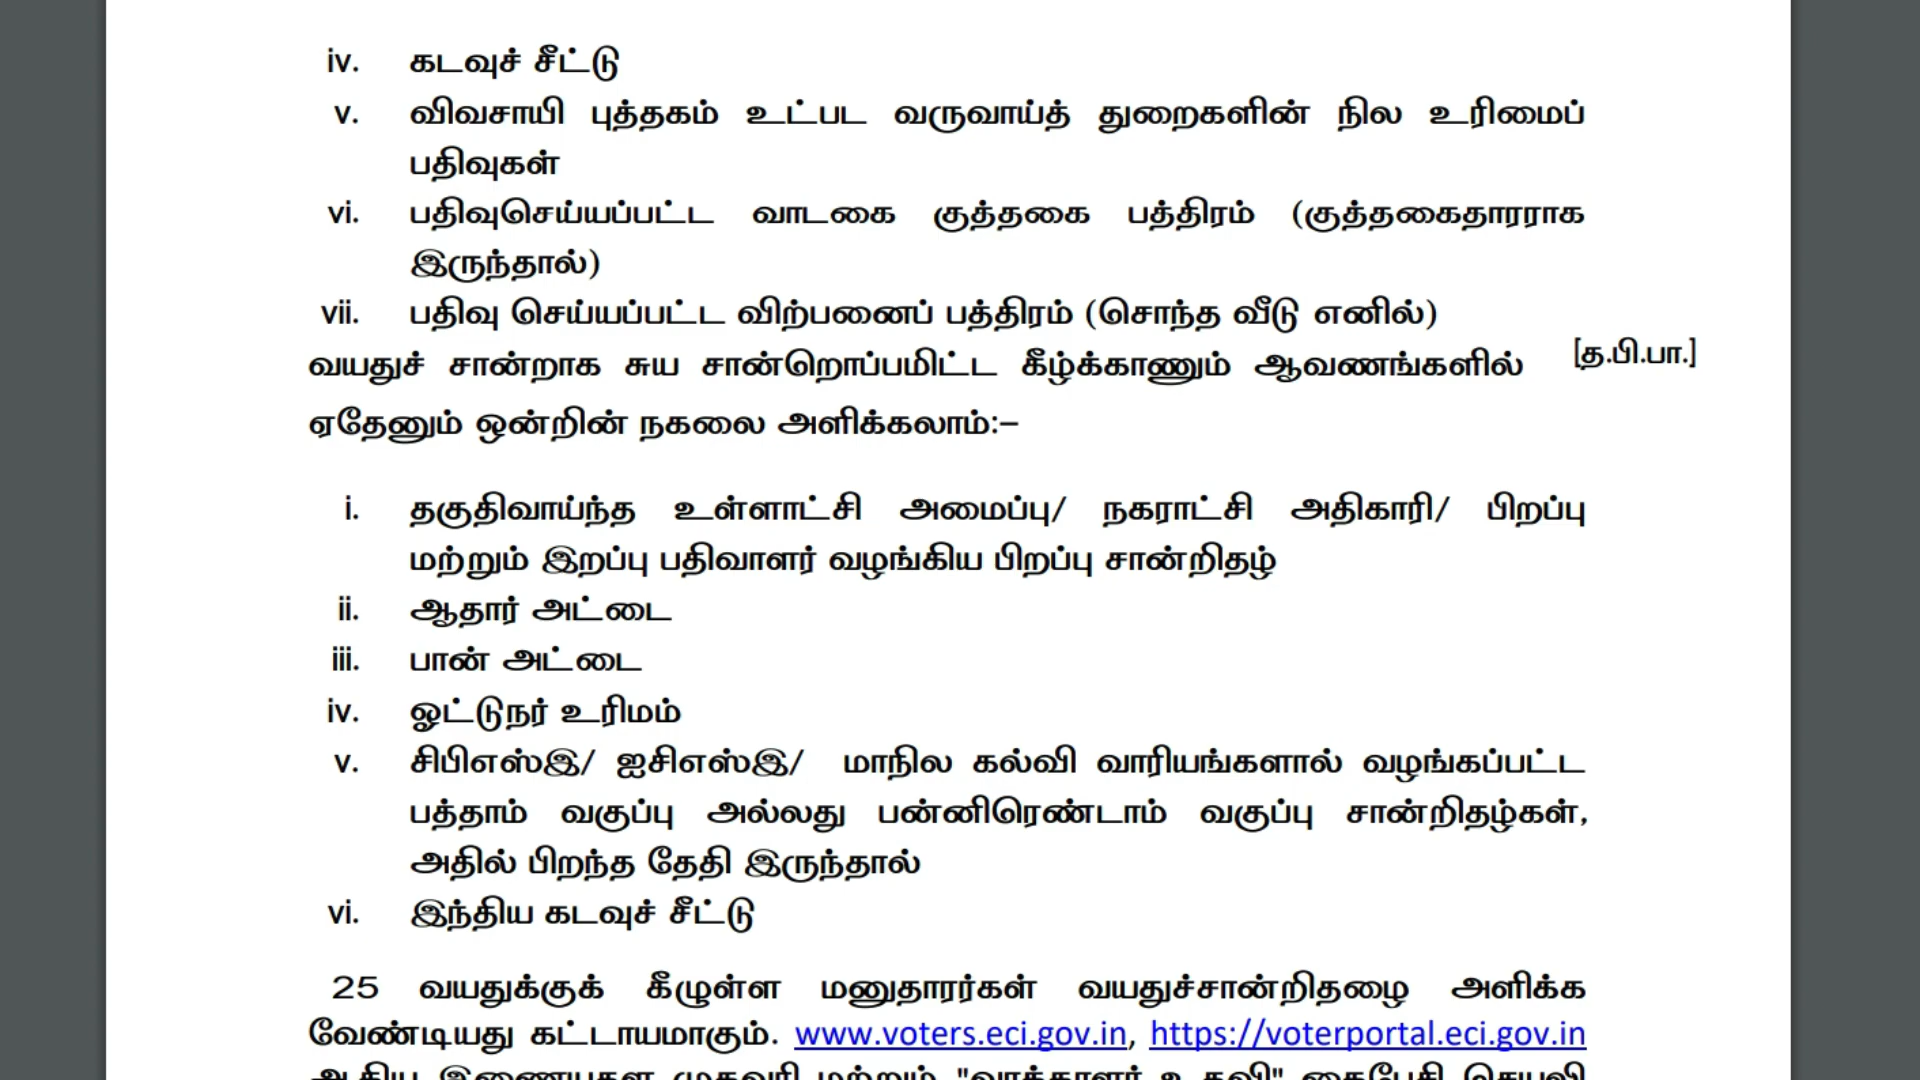 iv. கடவுச் சீட்டு
v. விவசாயி புத்தகம் உட்பட வருவாய்த் துறைகளின் நில உரிமைப்
பதிவுகள்
vi. பதிவுசெய்யப்பட்ட வாடகை குத்தகை பத்திரம் (குத்தகைதாரராக
இருந்தால்)
vii. பதிவு செய்யப்பட்ட விற்பனைப் பத்திரம் (சொந்த வீடு எனில்)
[த.பி.பா.]
வயதுச் சான்றாக சுய சான்றொப்பமிட்ட கீழ்க்காணும் ஆவணங்களில்
ஏதேனும் ஒன்றின் நகலை அளிக்கலாம்:–
i. தகுதிவாய்ந்த உள்ளாட்சி அமைப்பு/ நகராட்சி அதிகாரி/ பிறப்பு
மற்றும் இறப்பு பதிவாளர் வழங்கிய பிறப்பு சான்றிதழ்
ii. ஆதார் அட்டை
iii. பான் அட்டை
iv. ஓட்டுநர் உரிமம்
v. சிபிஎஸ்இ/ ஐசிஎஸ்இ/ மாநில கல்வி வாரியங்களால் வழங்கப்பட்ட
பத்தாம் வகுப்பு அல்லது பன்னிரெண்டாம் வகுப்பு சான்றிதழ்கள்,
அதில் பிறந்த தேதி இருந்தால்
vi. இந்திய கடவுச் சீட்டு
25 வயதுக்குக் கீழுள்ள மனுதாரர்கள் வயதுச்சான்றிதழை அளிக்க
வேண்டியது கட்டாயமாகும். www.voters.eci.gov.in, https://voterportal.eci.gov.in